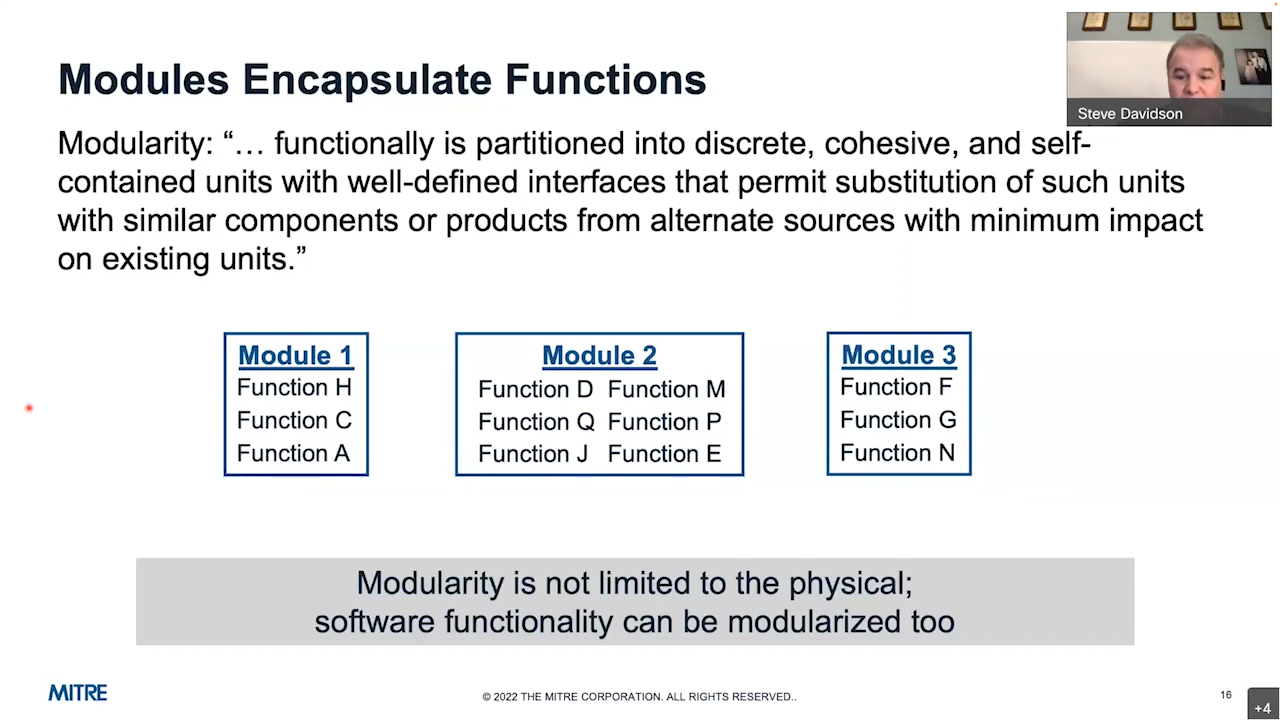 Modules Encapsulate Functions
Steve Davidson
Modularity: “… functionally is partitioned into discrete, cohesive, and self-
contained units with well-defined interfaces that permit substitution of such units
with similar components or products from alternate sources with minimum impact
on existing units.”
Module 1
Function H
Function C
Function A
Module 2
Function D Function M
Function Q Function P
Function J Function E
Module 3
Function F
Function G
Function N
Modularity is not limited to the physical;
software functionality can be modularized too
MITRE
© 2022 THE MITRE CORPORATION. ALL RIGHTS RESERVED..
16
+4